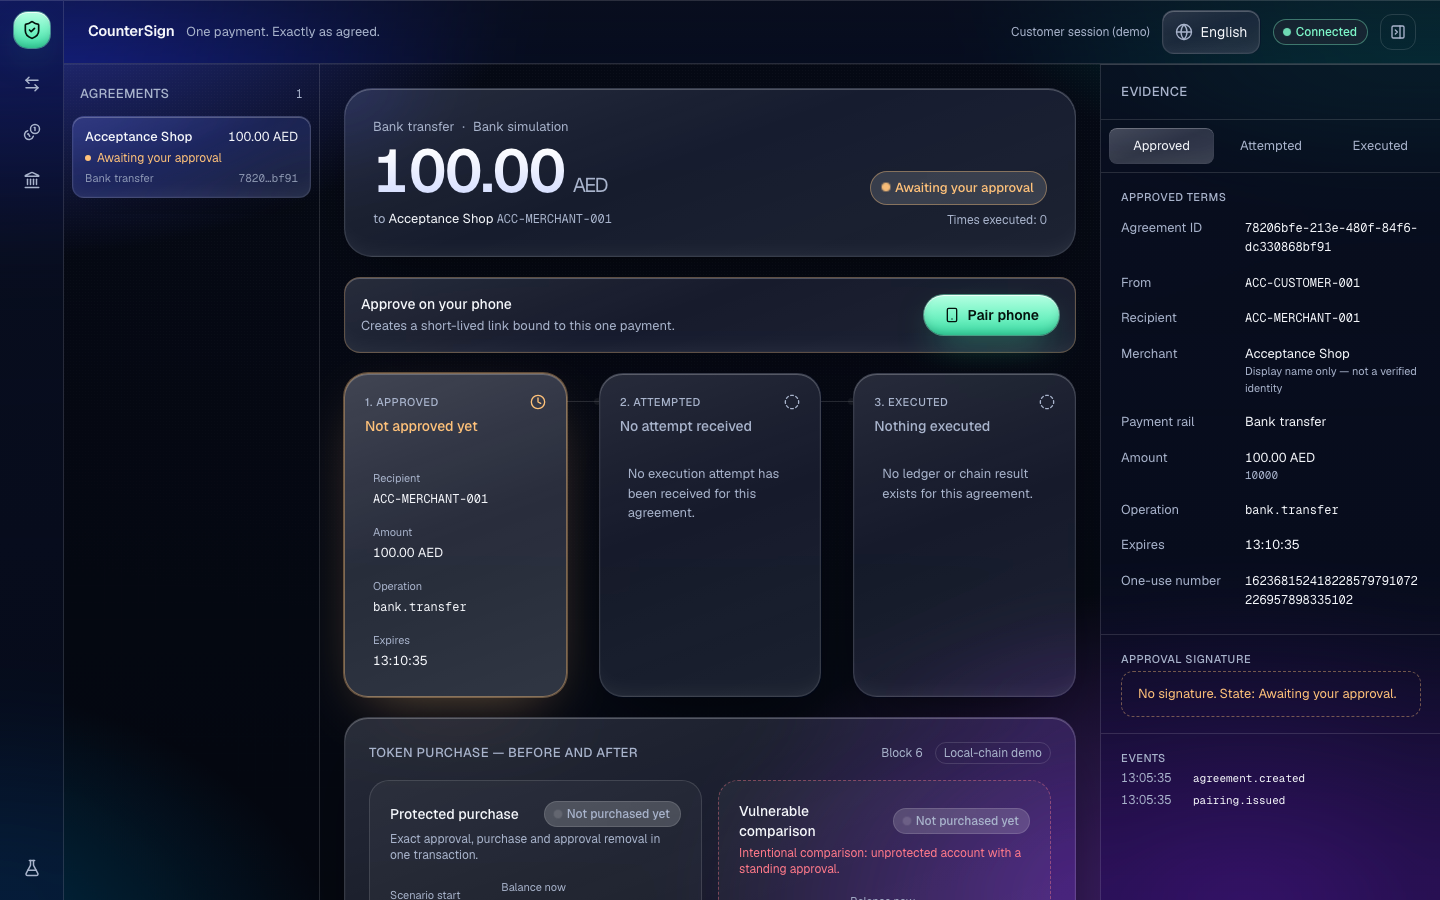 CounterSign One payment. Exactly as agreed.
Customer session (demo)
English
Connected
AGREEMENTS 1
Acceptance Shop 100.00 AED
Awaiting your approval
Bank transfer 7820…bf91
Bank transfer · Bank simulation
100.00 AED
to Acceptance Shop ACC-MERCHANT-001
Awaiting your approval
Times executed: 0
Approve on your phone
Creates a short-lived link bound to this one payment.
Pair phone
1. APPROVED
Not approved yet
Recipient
ACC-MERCHANT-001
Amount
100.00 AED
Operation
bank.transfer
Expires
13:10:35
2. ATTEMPTED
No attempt received
No execution attempt has
been received for this
agreement.
3. EXECUTED
Nothing executed
No ledger or chain result
exists for this agreement.
TOKEN PURCHASE — BEFORE AND AFTER
Block 6
Local-chain demo
Protected purchase
Not purchased yet
Exact approval, purchase and approval removal in
one transaction.
Scenario start
Balance now
Vulnerable
comparison
Not purchased yet
Intentional comparison: unprotected account with a
standing approval.
Balance now
EVIDENCE
Approved Attempted Executed
APPROVED TERMS
Agreement ID 78206bfe-213e-480f-84f6-
dc330868bf91
From ACC-CUSTOMER-001
Recipient ACC-MERCHANT-001
Merchant Acceptance Shop
Display name only — not a verified
identity
Payment rail Bank transfer
Amount 100.00 AED
10000
Operation bank.transfer
Expires 13:10:35
One-use number 162368152418228579791072
226957898335102
APPROVAL SIGNATURE
No signature. State: Awaiting your approval.
EVENTS
13:05:35 agreement.created
13:05:35 pairing.issued